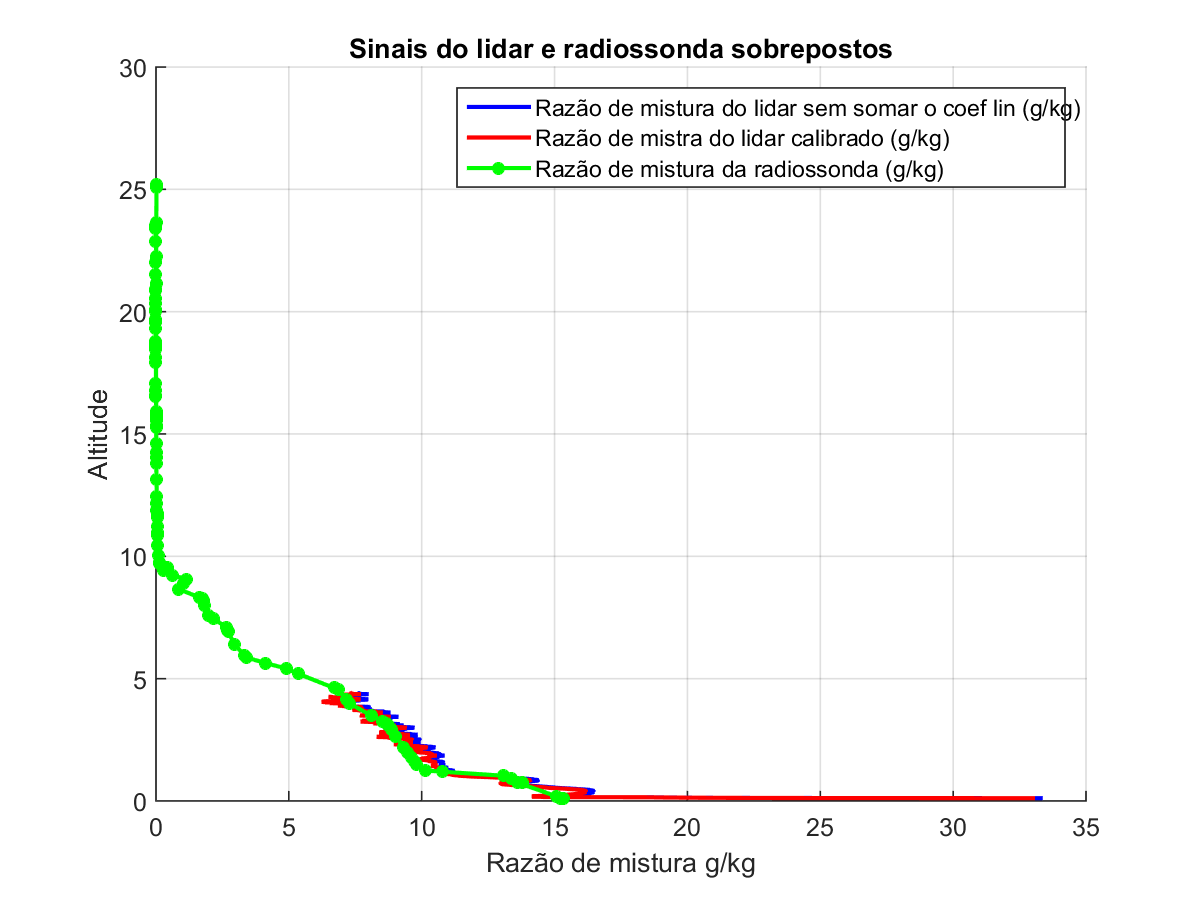 Sinais do lidar e radiossonda sobrepostos
30
Razão de mistura do lidar sem somar o coef lin (g/kg)
Razão de mistra do lidar calibrado (g/kg)
Razão de mistura da radiossonda (g/kg)
25
20
15
10
5
0
Altitude
0 5 10 15 20 25 30 35
Razão de mistura g/kg